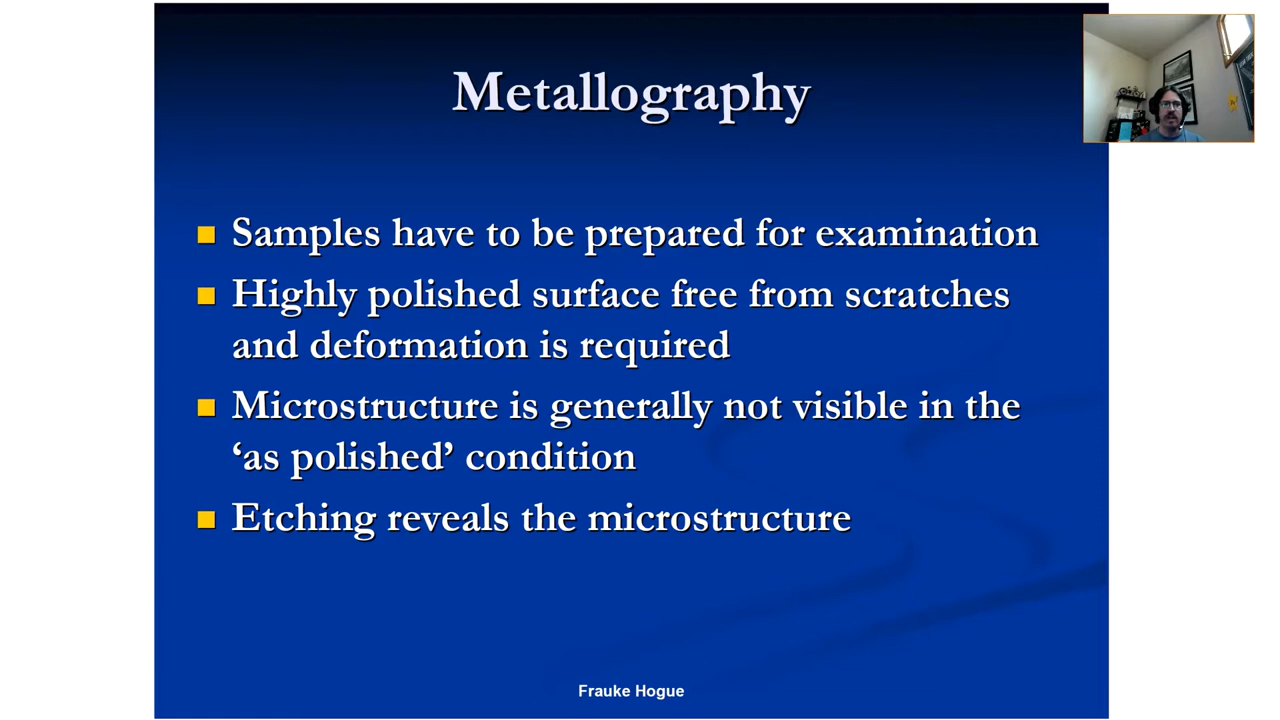 Metallography
Samples have to be prepared for examination
Highly polished surface free from scratches
and deformation is required
Microstructure is generally not visible in the
‘as polished’ condition
Etching reveals the microstructure
Frauke Hogue